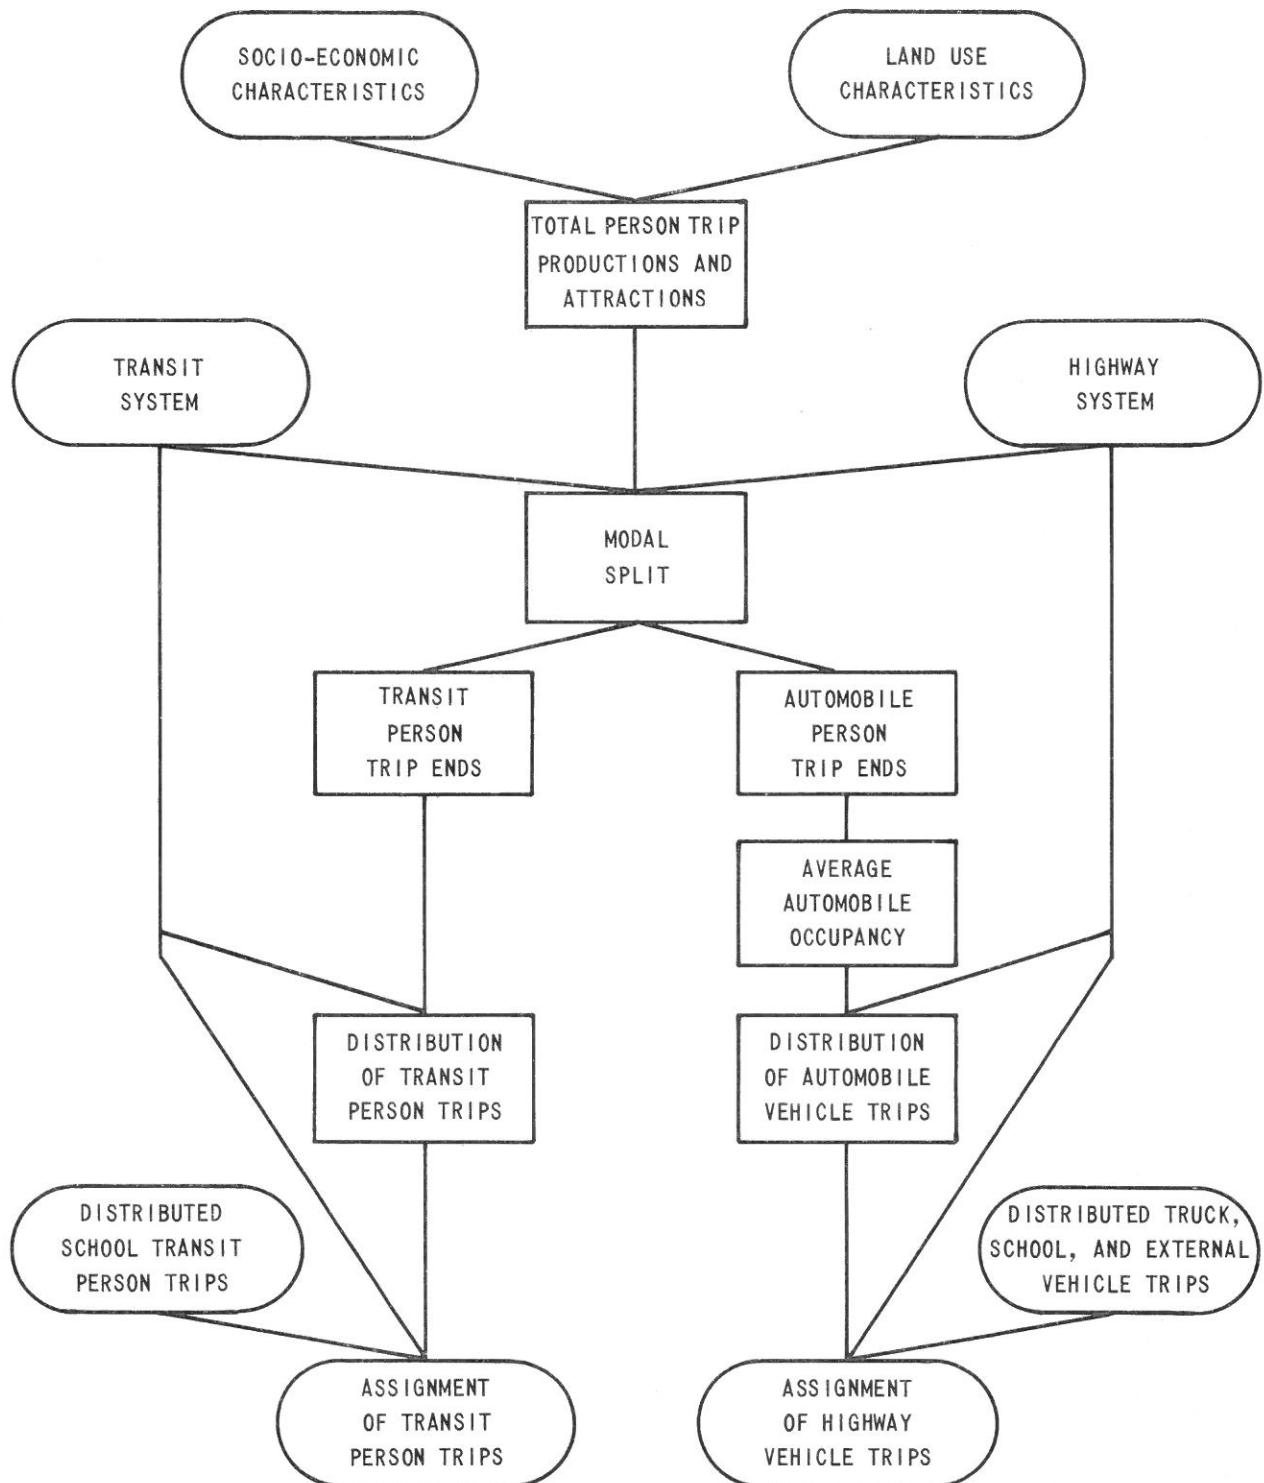 SOCIO-ECONOMIC
CHARACTERISTICS
LAND USE
CHARACTERISTICS
TOTAL PERSON TRIP
PRODUCTIONS AND
ATTRACTIONS
TRANSIT
SYSTEM
HIGHWAY
SYSTEM
MODAL
SPLIT
TRANSIT
PERSON
TRIP ENDS
AUTOMOBILE
PERSON
TRIP ENDS
AVERAGE
AUTOMOBILE
OCCUPANCY
DISTRIBUTION
OF TRANSIT
PERSON TRIPS
DISTRIBUTION
OF AUTOMOBILE
VEHICLE TRIPS
DISTRIBUTED
SCHOOL TRANSIT
PERSON TRIPS
DISTRIBUTED TRUCK,
SCHOOL, AND EXTERNAL
VEHICLE TRIPS
ASSIGNMENT
OF TRANSIT
PERSON TRIPS
ASSIGNMENT
OF HIGHWAY
VEHICLE TRIPS